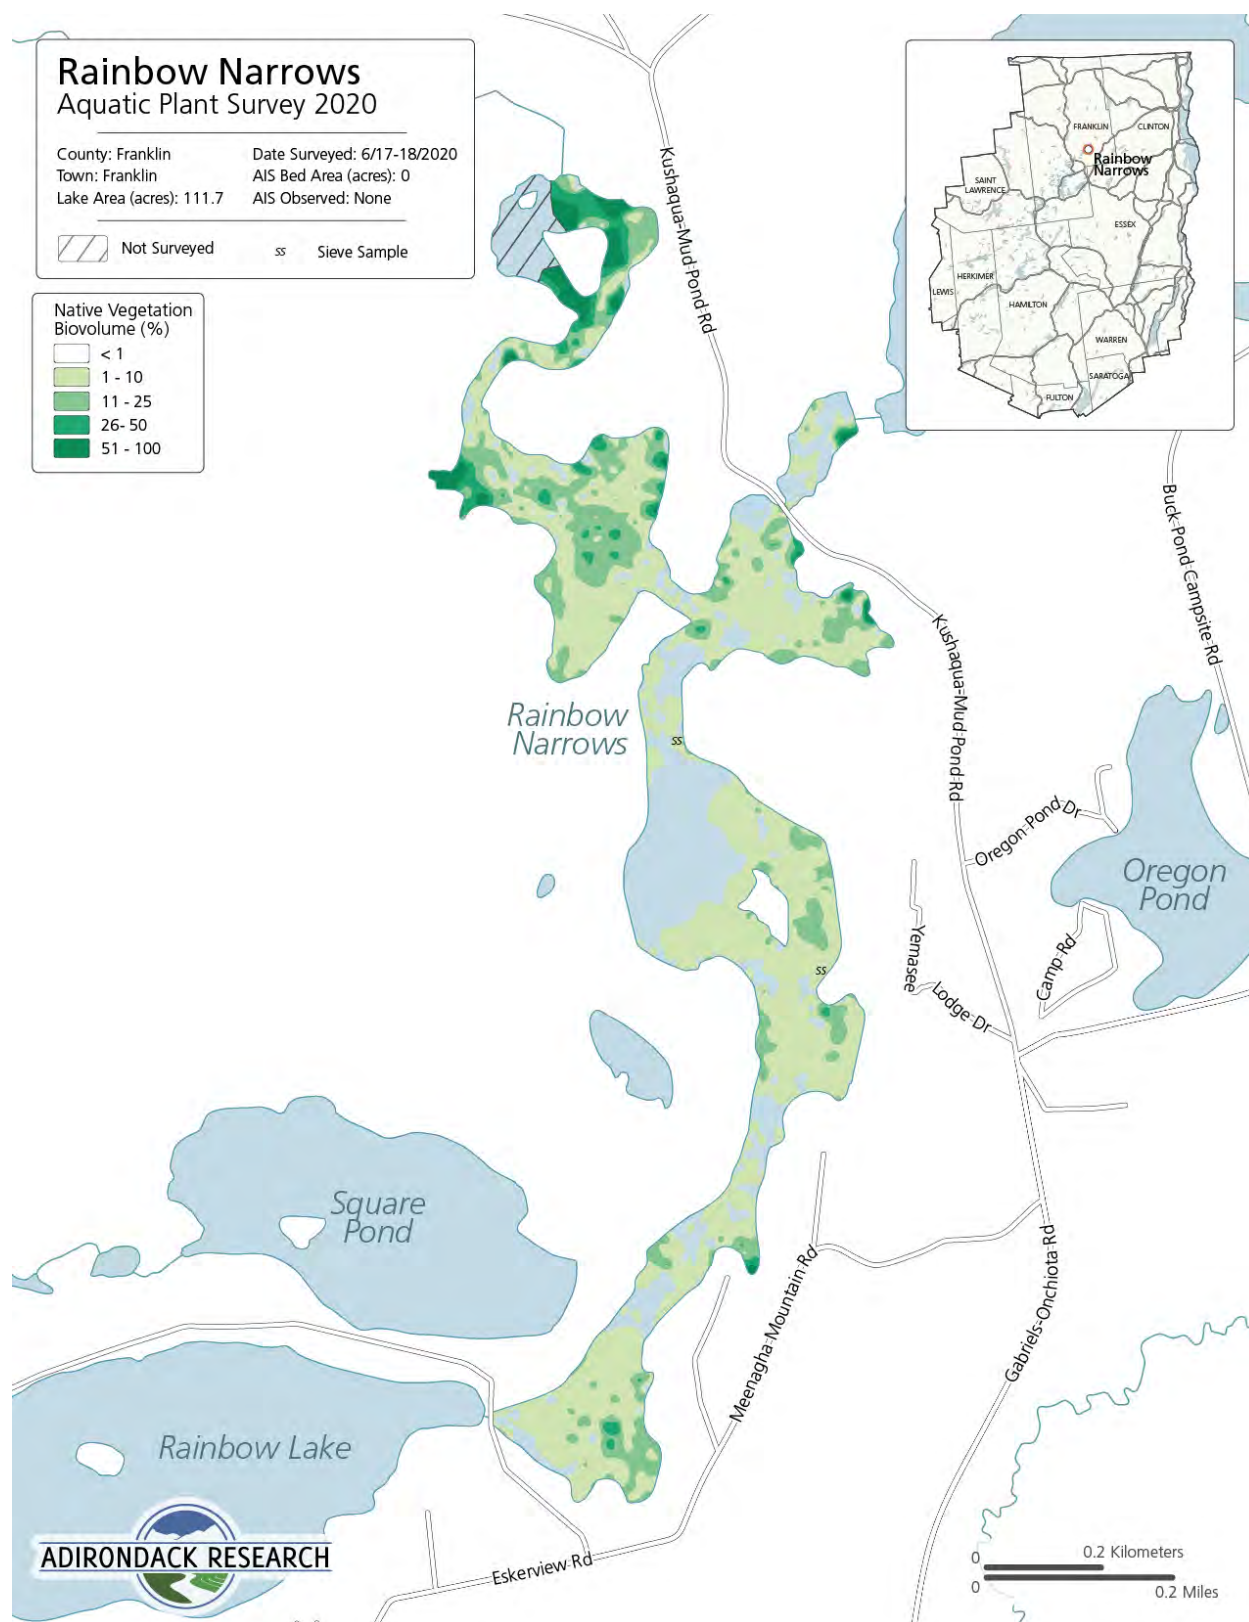 Rainbow Narrows
Aquatic Plant Survey 2020
County: Franklin
Date Surveyed: 6/17-18/2020
Town: Franklin
AIS Bed Area (acres): 0
Lake Area (acres): 111.7
AIS Observed: None
Not Surveyed
ss
Sieve Sample
Native Vegetation
Biovolume (%)
< 1
1 - 10
11 - 25
26- 50
51 - 100
FRANKLIN
CLINTON
Rainbow
Narrows
SAINT
LAWRENCE
ESSEX
HERKIMER
LEWIS
HAMILTON
WARREN
SARATOGA
FULTON
Kushaqua-Mud-Pond-Rd
Buck-Pond-Campsite-Rd
Kushaqua-Mud-Pond-Rd
Rainbow
Narrows
ss
Oregon-Pond-Dr
Oregon
Pond
Yemasee
Camp-Rd
ss
Lodge-Dr
Square
Pond
Meenagha-Mountain-Rd
Gabriels-Onchiota-Rd
Rainbow Lake
ADIRONDACK RESEARCH
Eskerview-Rd
0
0.2 Kilometers
0
0.2 Miles